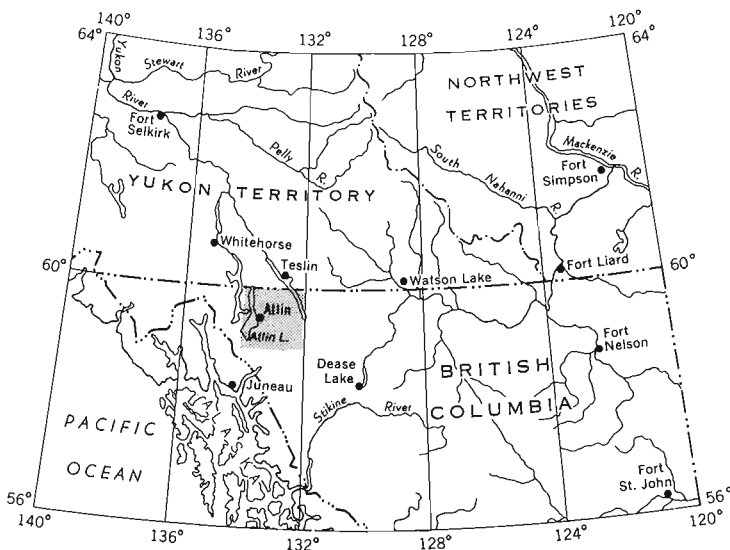 140°
136°
132°
128°
124°
120°
64°
64°
Yukon
Stewart
River
NORTHWEST
TERRITORIES
River
Fort
Selkirk
Pelly
R.
South
Nahanni
R.
Mackenzie
R.
Fort
Simpson
YUKON TERRITORY
Whitehorse
Teslin
Watson Lake
Fort Liard
60°
60°
Atlin
Atlin L.
Fort
Nelson
Dease
Lake
BRITISH
COLUMBIA
Juneau
ALASKA
Stikine
River
PACIFIC
OCEAN
Fort
St. John
56°
56°
140°
136°
132°
128°
124°
120°